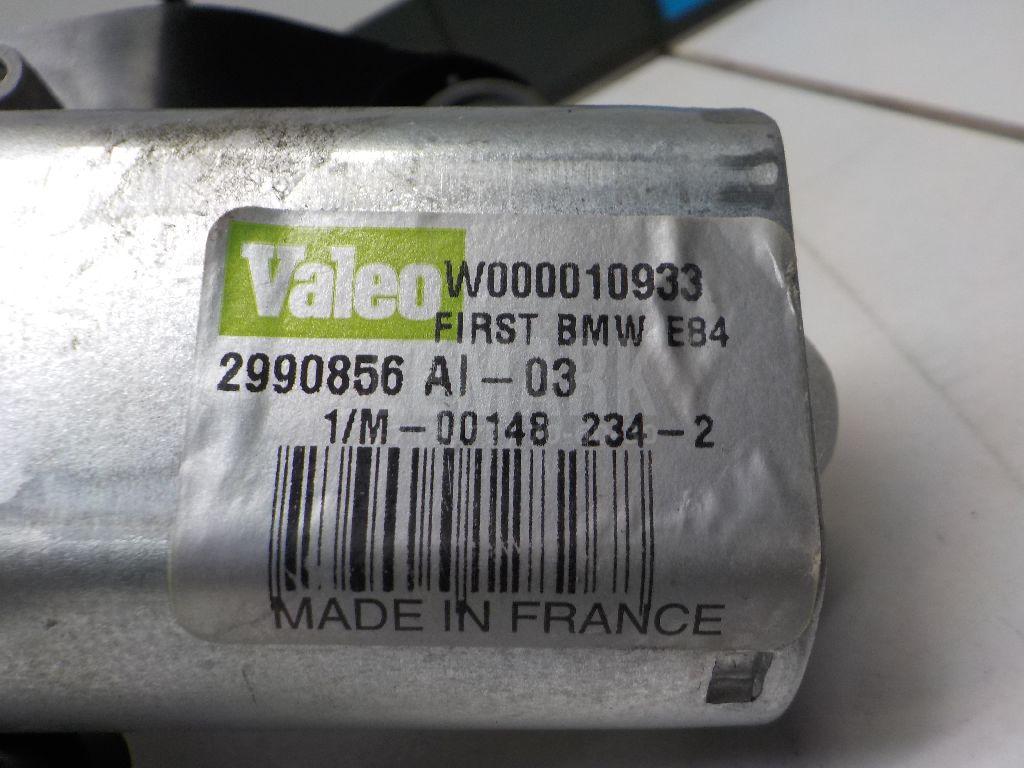 Valeo W000010933
FIRST BMW E84
2990856 AI-03
1/M-00148 234-2
MADE IN FRANCE